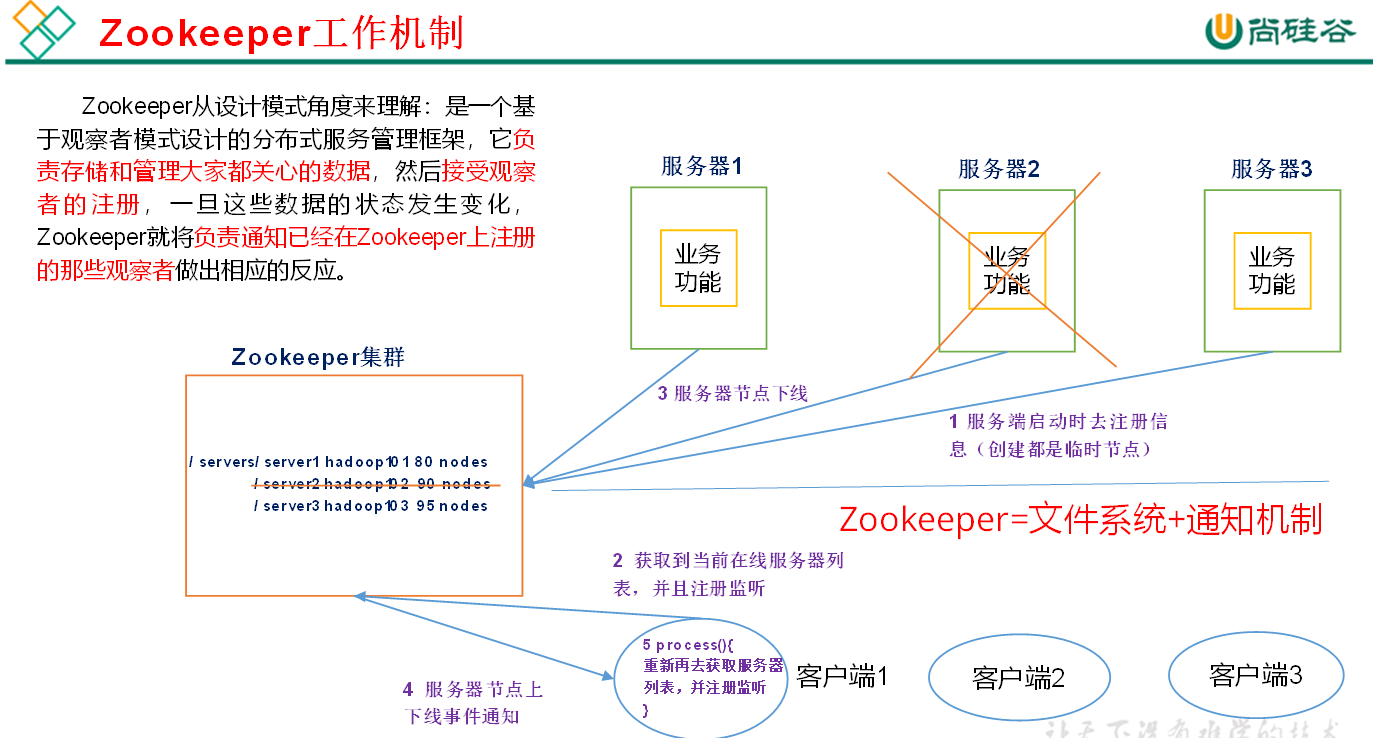 Zookeeper工作机制
尚硅谷
Zookeeper从设计模式角度来理解：是一个基
于观察者模式设计的分布式服务管理框架，它负
责存储和管理大家都关心的数据，然后接受观察
者的注册，一旦这些数据的状态发生变化，
Zookeeper就将负责通知已经在Zookeeper上注册
的那些观察者做出相应的反应。
服务器1
服务器2
服务器3
业务
功能
业务
功能
业务
功能
Zookeeper集群
3 服务器节点下线
1 服务端启动时去注册信
息（创建都是临时节点）
/ servers/ server1 hadoop101 80 nodes
/ server2 hadoop102 90 nodes
/ server3 hadoop103 95 nodes
Zookeeper=文件系统+通知机制
2 获取到当前在线服务器列
表，并且注册监听
5 process(){
重新再去获取服务器
列表，并注册监听
}
客户端1
客户端2
客户端3
4 服务器节点上
下线事件通知
让天下没有难学的技术